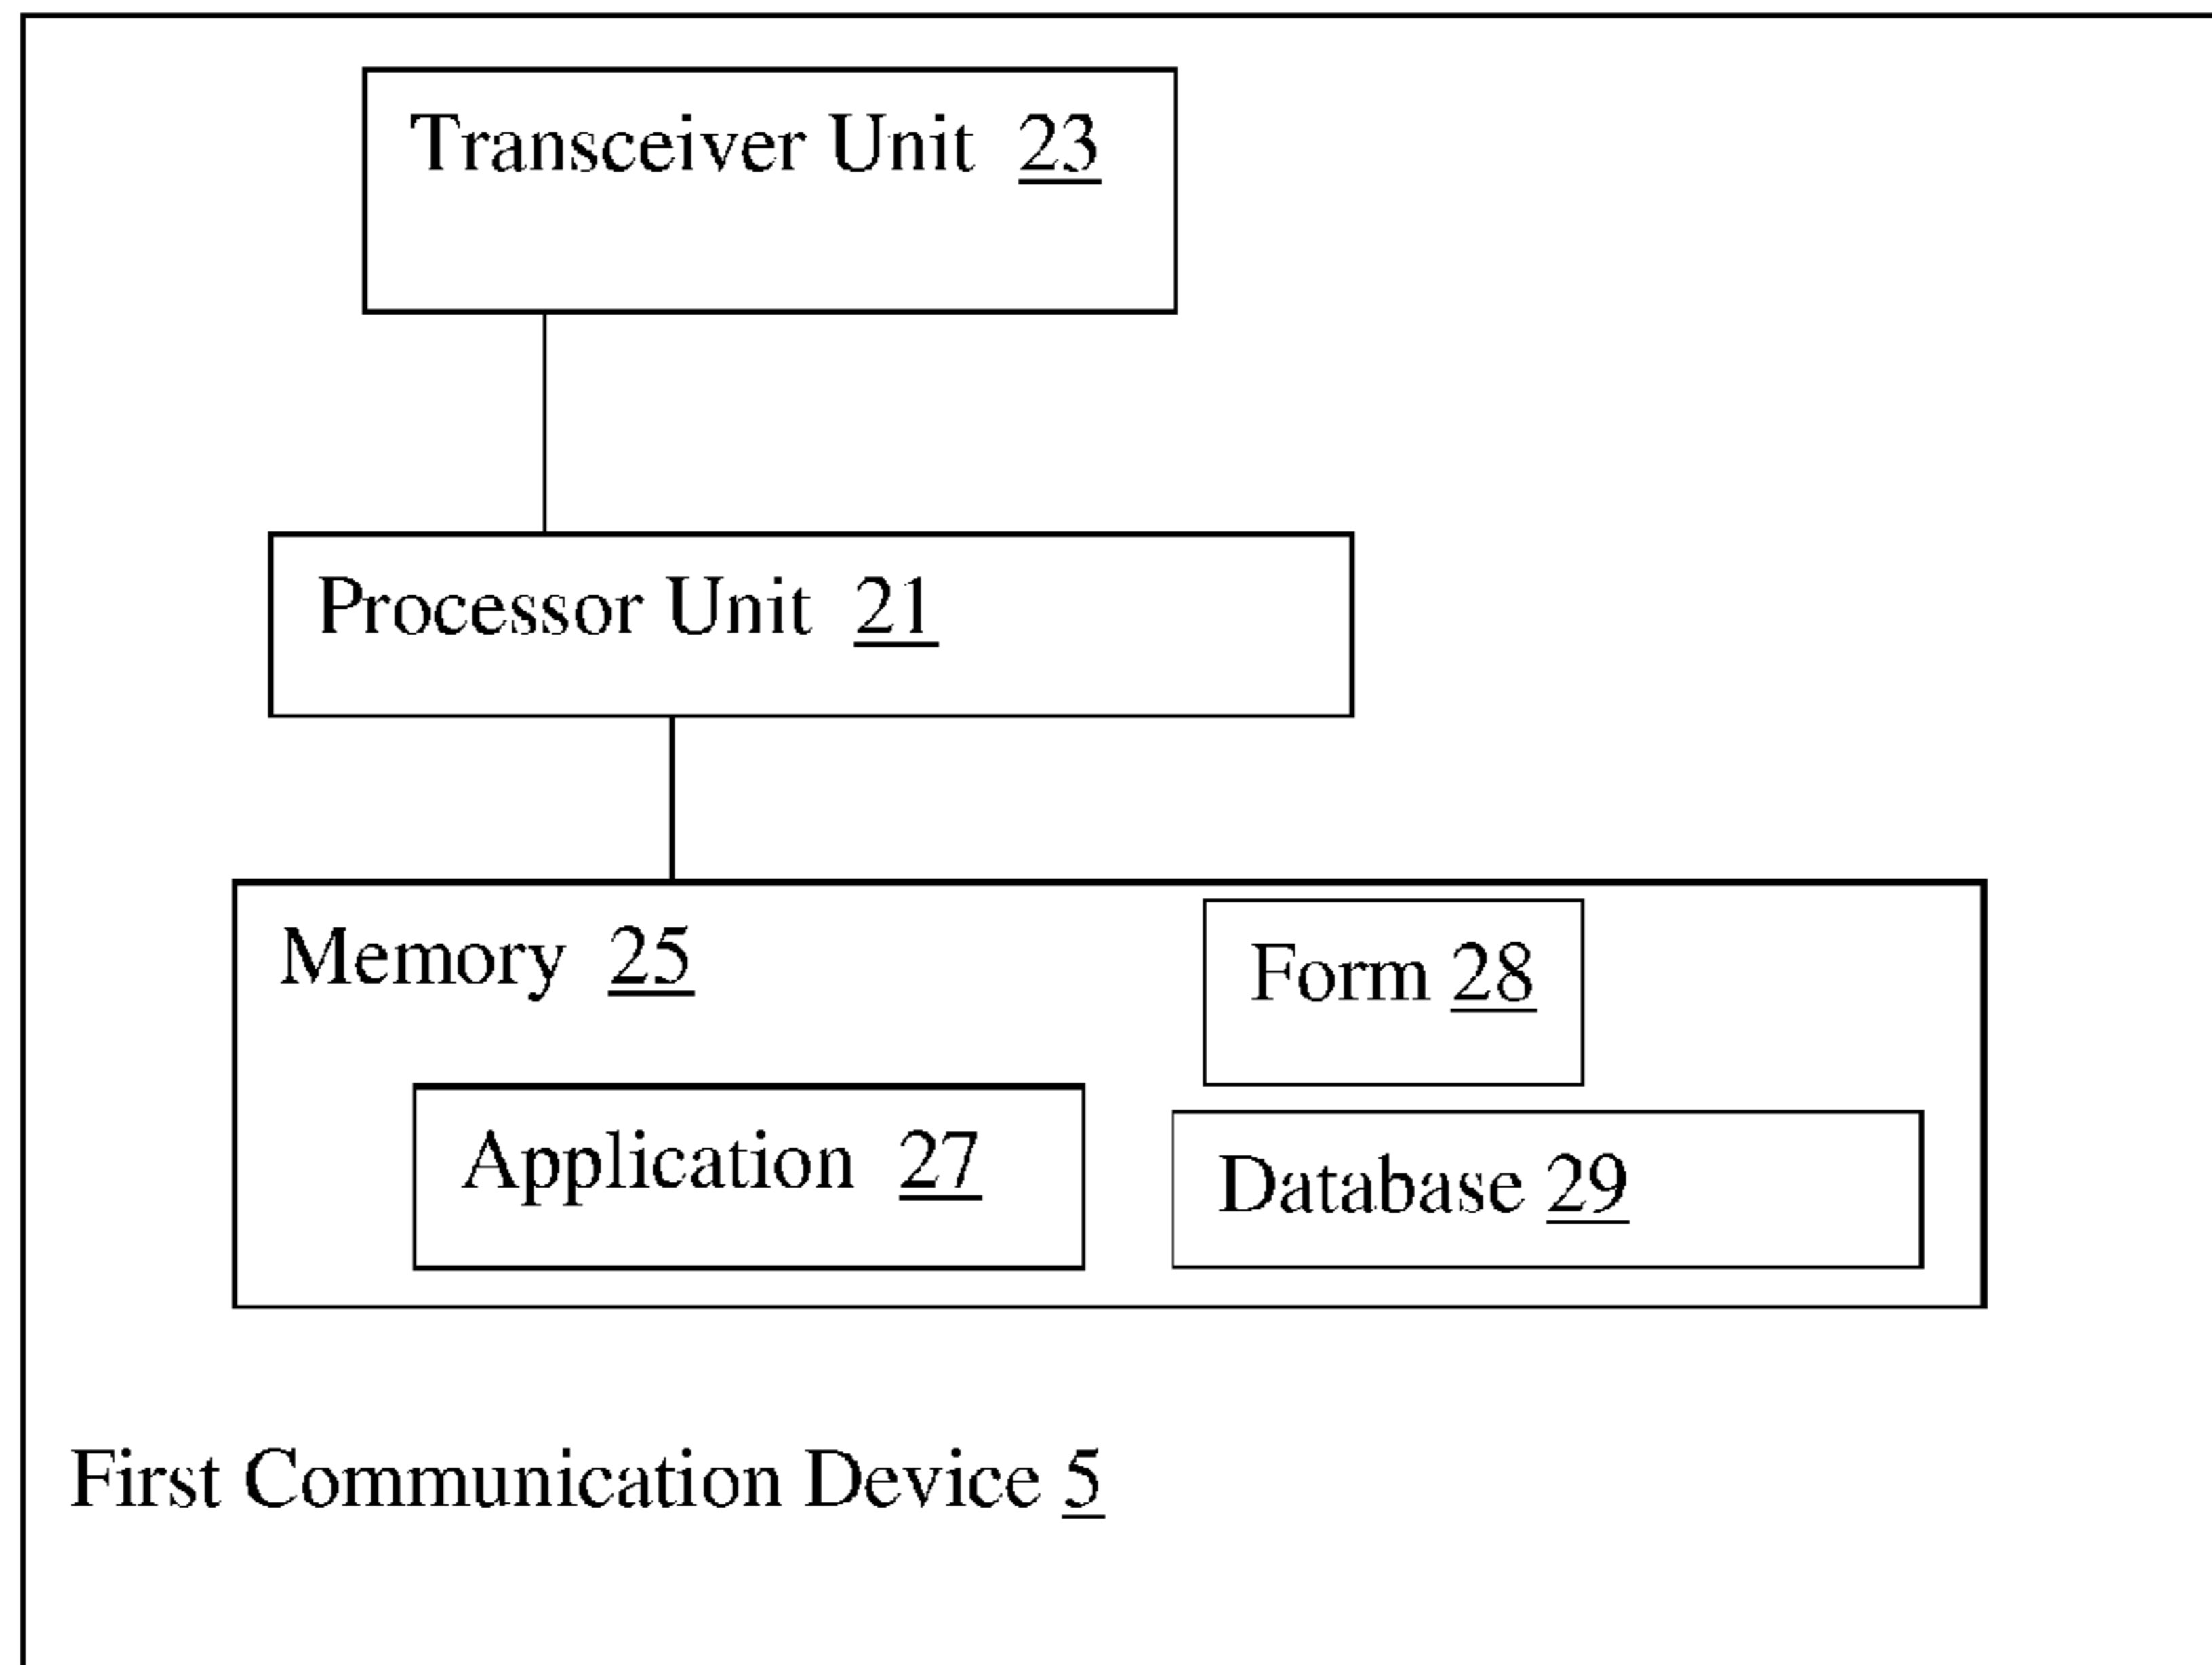 Transceiver Unit 23
Processor Unit 21
Memory 25
Form 28
Application 27
Database 29
First Communication Device 5